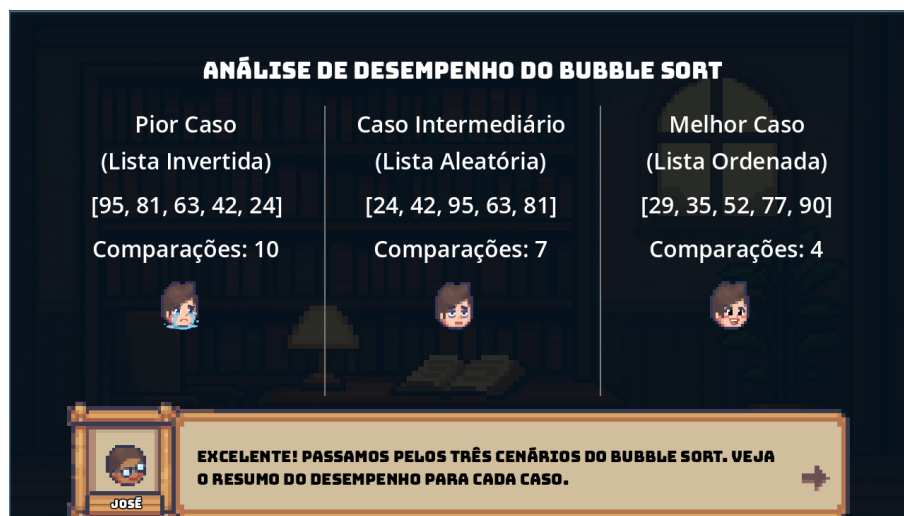 ANÁLISE DE DESEMPENHO DO BUBBLE SORT
Pior Caso
(Lista Invertida)
[95, 81, 63, 42, 24]
Comparações: 10
Caso Intermediário
(Lista Aleatória)
[24, 42, 95, 63, 81]
Comparações: 7
Melhor Caso
(Lista Ordenada)
[29, 35, 52, 77, 90]
Comparações: 4
EXCELENTE! PASSAMOS PELOS TRÊS CENÁRIOS DO BUBBLE SORT. VEJA
O RESUMO DO DESEMPENHO PARA CADA CASO.
JOSÉ